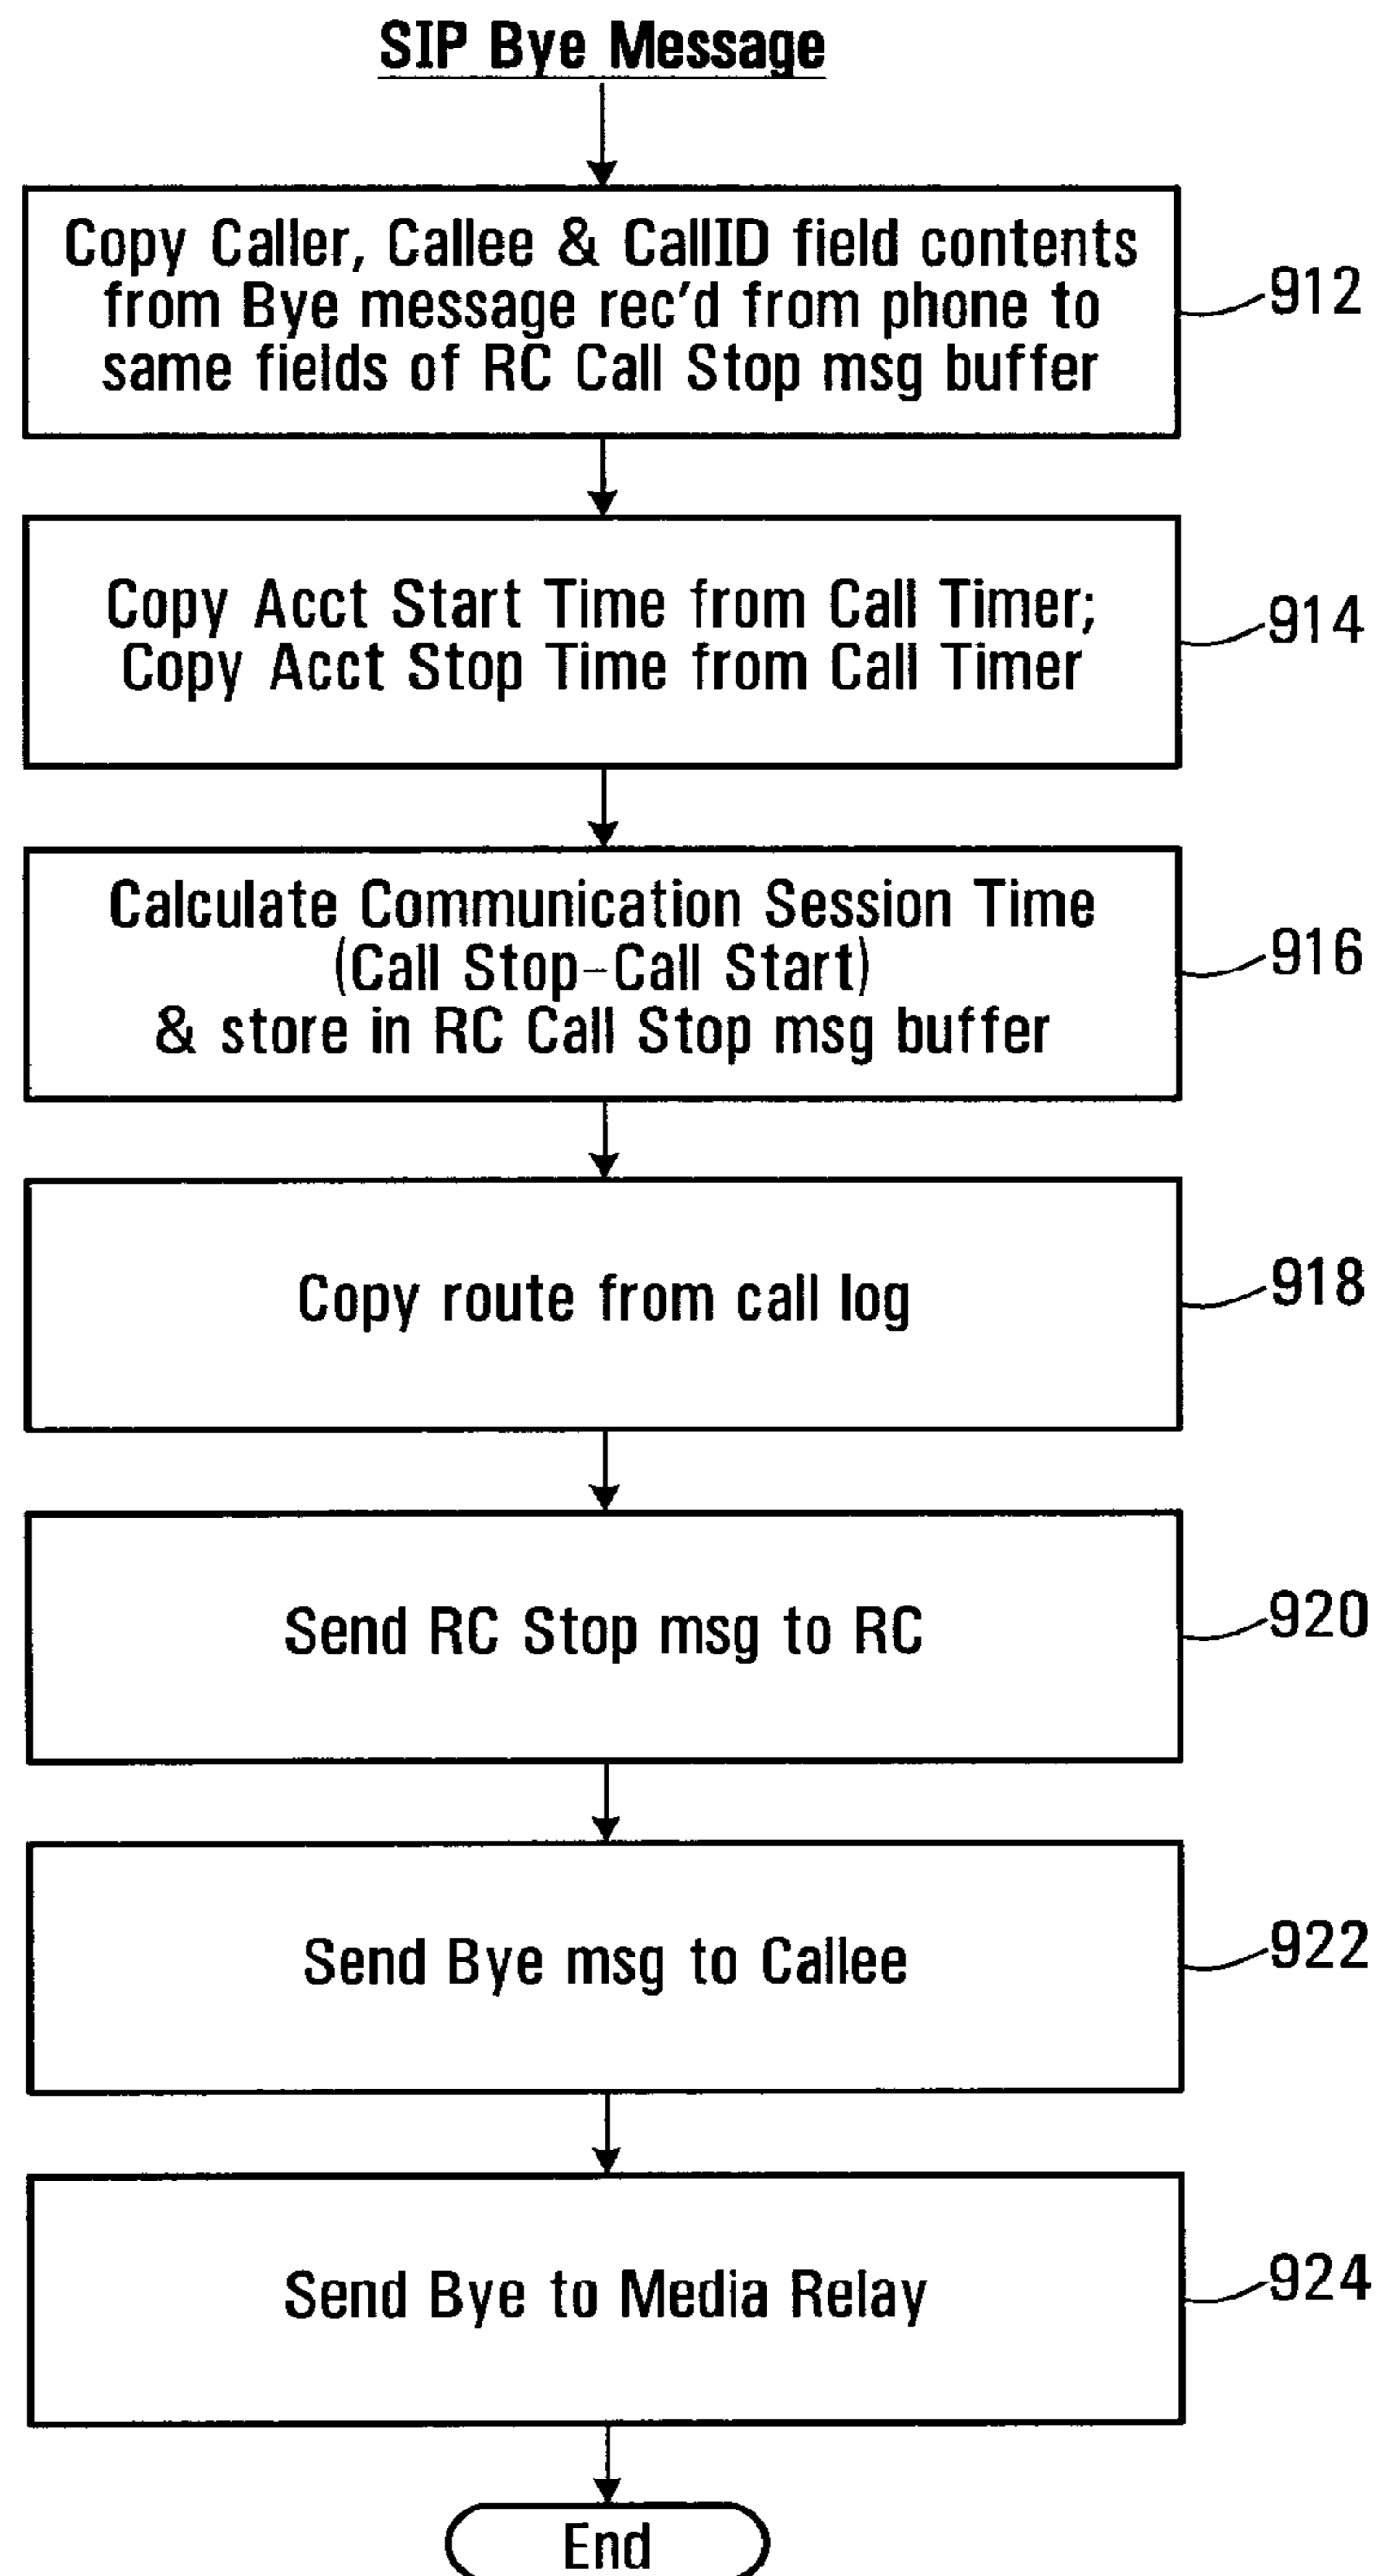 SIP Bye Message
Copy Caller, Callee & CallID field contents
from Bye message rec'd from phone to
same fields of RC Call Stop msg buffer
912
Copy Acct Start Time from Call Timer;
Copy Acct Stop Time from Call Timer
914
Calculate Communication Session Time
(Call Stop-Call Start)
& store in RC Call Stop msg buffer
916
Copy route from call log
918
Send RC Stop msg to RC
920
Send Bye msg to Callee
922
Send Bye to Media Relay
924
End